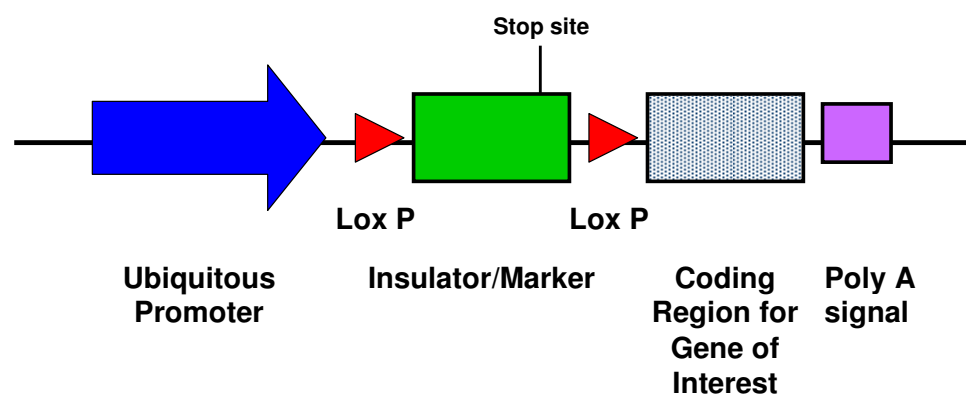 Stop site
Lox P
Lox P
Ubiquitous
Promoter
Insulator/Marker
Coding
Region for
Gene of
Interest
Poly A
signal